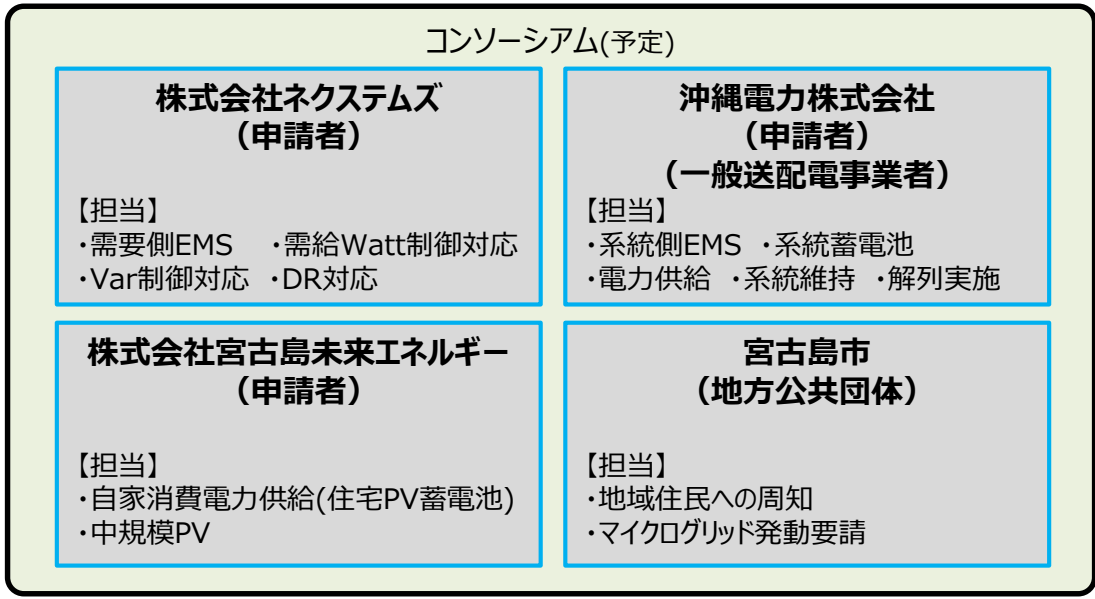 コンソーシアム(予定)
株式会社ネクステムズ
（申請者）
【担当】
・需要側EMS　・需給Watt制御対応
・Var制御対応　・DR対応
沖縄電力株式会社
（申請者）
（一般送配電事業者）
【担当】
・系統側EMS　・系統蓄電池
・電力供給　・系統維持　・解列実施
株式会社宮古島未来エネルギー
（申請者）
【担当】
・自家消費電力供給(住宅PV蓄電池)
・中規模PV
宮古島市
（地方公共団体）
【担当】
・地域住民への周知
・マイクログリッド発動要請